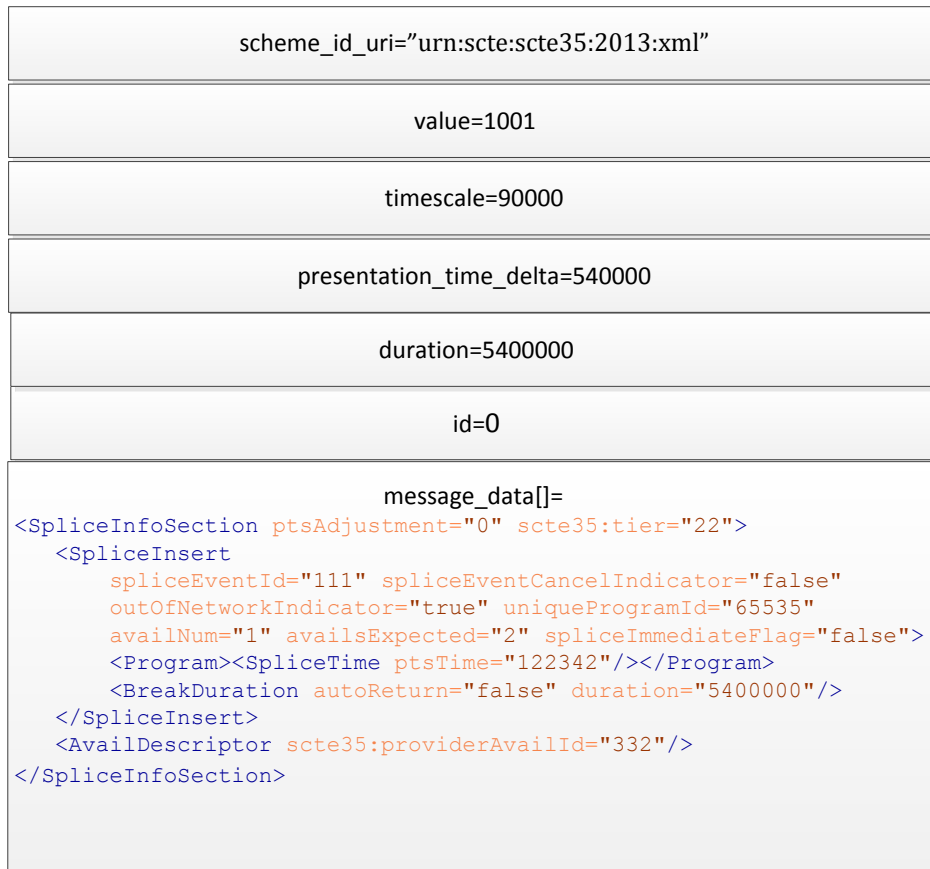 scheme_id_uri=”urn:scte:scte35:2013:xml”
value=1001
timescale=90000
presentation_time_delta=540000
duration=5400000
id=0
message_data[]=
<SpliceInfoSection ptsAdjustment="0" scte35:tier="22">
<SpliceInsert
spliceEventId="111" spliceEventCancelIndicator="false"
outOfNetworkIndicator="true" uniqueProgramId="65535"
availNum="1" availsExpected="2" spliceImmediateFlag="false">
<Program><SpliceTime ptsTime="122342"/></Program>
<BreakDuration autoReturn="false" duration="5400000"/>
</SpliceInsert>
<AvailDescriptor scte35:providerAvailId="332"/>
</SpliceInfoSection>